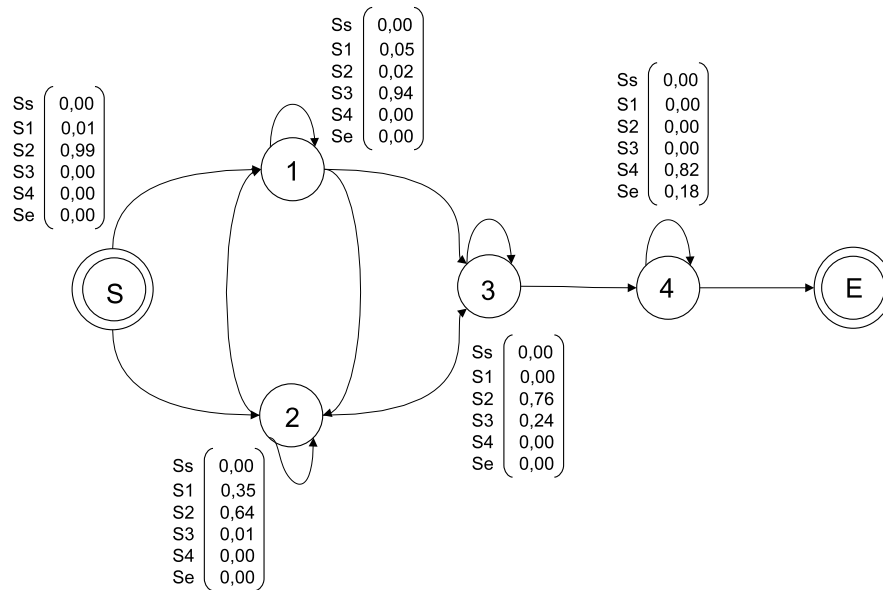 Ss 0,00
S1 0,05
S2 0,02
S3 0,94
S4 0,00
Se 0,00
Ss 0,00
S1 0,00
S2 0,00
S3 0,00
S4 0,82
Se 0,18
Ss 0,00
S1 0,01
S2 0,99
S3 0,00
S4 0,00
Se 0,00
1
S
3
4
E
2
Ss 0,00
S1 0,00
S2 0,76
S3 0,24
S4 0,00
Se 0,00
Ss 0,00
S1 0,35
S2 0,64
S3 0,01
S4 0,00
Se 0,00